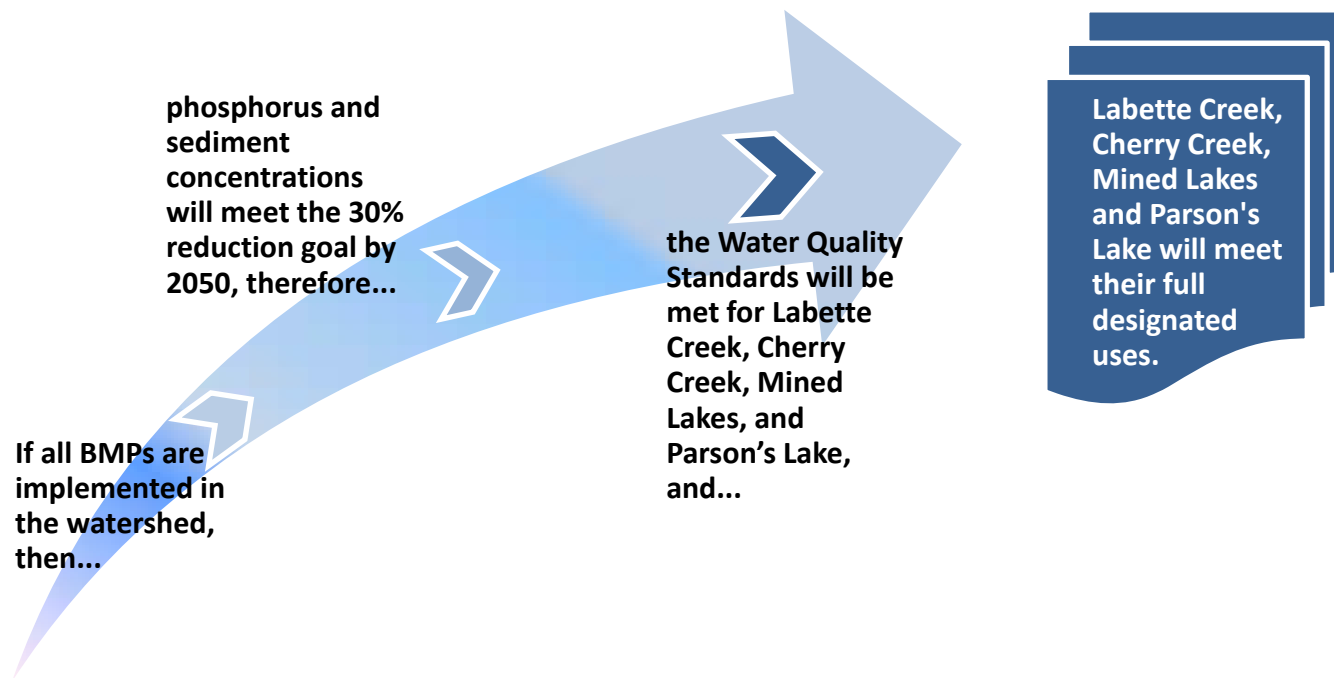 If all BMPs are
implemented in
the watershed,
then...
phosphorus and
sediment
concentrations
will meet the 30%
reduction goal by
2050, therefore...
the Water Quality
Standards will be
met for Labette
Creek, Cherry
Creek, Mined
Lakes, and
Parson’s Lake,
and...
Labette Creek,
Cherry Creek,
Mined Lakes
and Parson's
Lake will meet
their full
designated
uses.